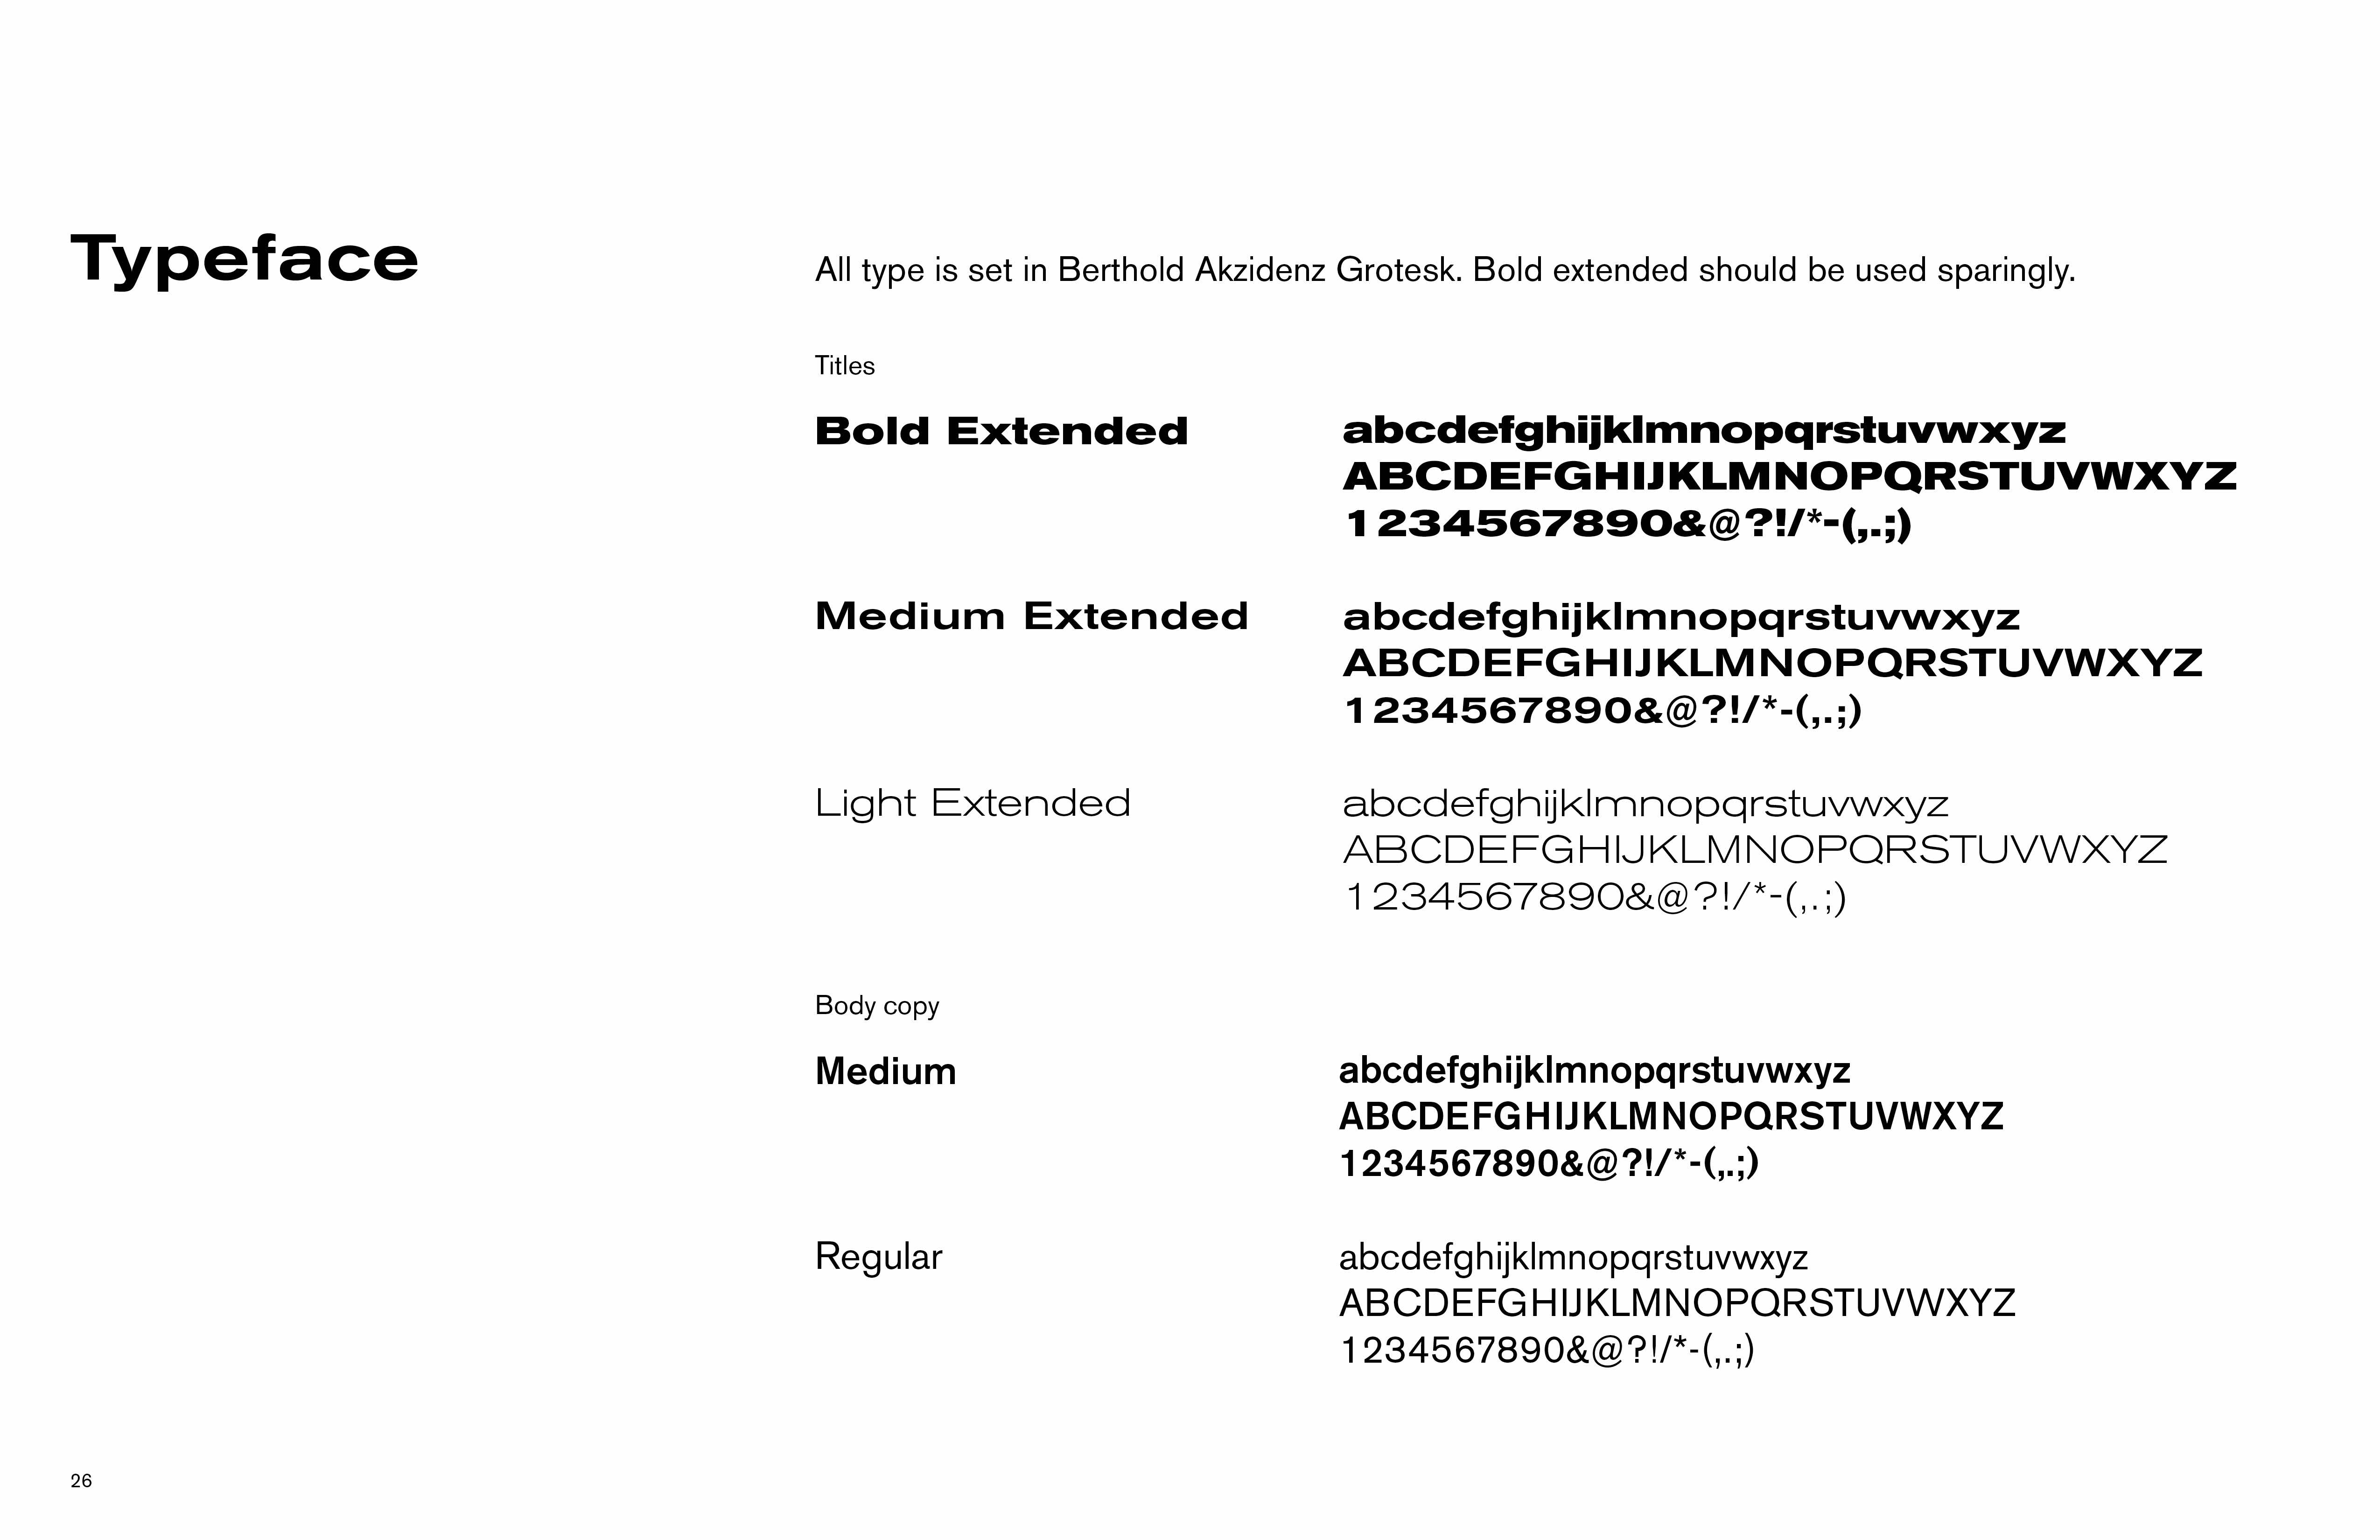 Typeface
All type is set in Berthold Akzidenz Grotesk. Bold extended should be used sparingly.
Titles
Bold Extended
abcdefghijklmnopqrstuvwxyz
ABCDEFGHIJKLMNOPQRSTUVWXYZ
1234567890&@?!/*-(,.;)
Medium Extended
abcdefghijklmnopqrstuvwxyz
ABCDEFGHIJKLMNOPQRSTUVWXYZ
1234567890&@?!/*-(,.;)
Light Extended
abcdefghijklmnopqrstuvwxyz
ABCDEFGHIJKLMNOPQRSTUVWXYZ
1234567890&@?!/*-(,.;)
Body copy
Medium
abcdefghijklmnopqrstuvwxyz
ABCDEFGHIJKLMNOPQRSTUVWXYZ
1234567890&@?!/*-(,.;)
Regular
abcdefghijklmnopqrstuvwxyz
ABCDEFGHIJKLMNOPQRSTUVWXYZ
1234567890&@?!/*-(,.;)
26